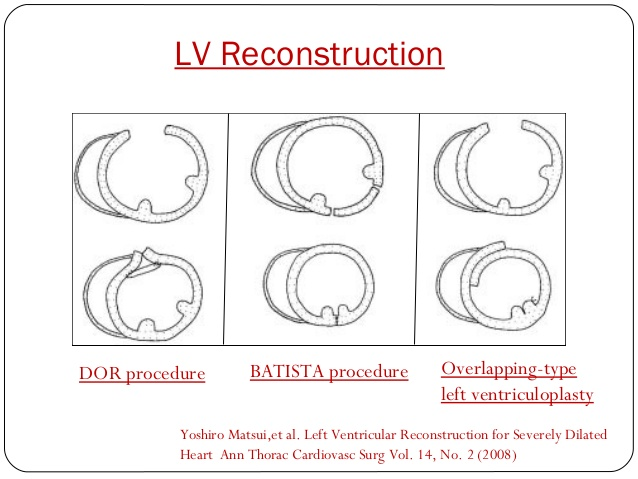 LV Reconstruction
DOR procedure
BATISTA procedure
Overlapping-type
left ventriculoplasty
Yoshiro Matsui,et al. Left Ventricular Reconstruction for Severely Dilated
Heart Ann Thorac Cardiovasc Surg Vol. 14, No. 2 (2008)